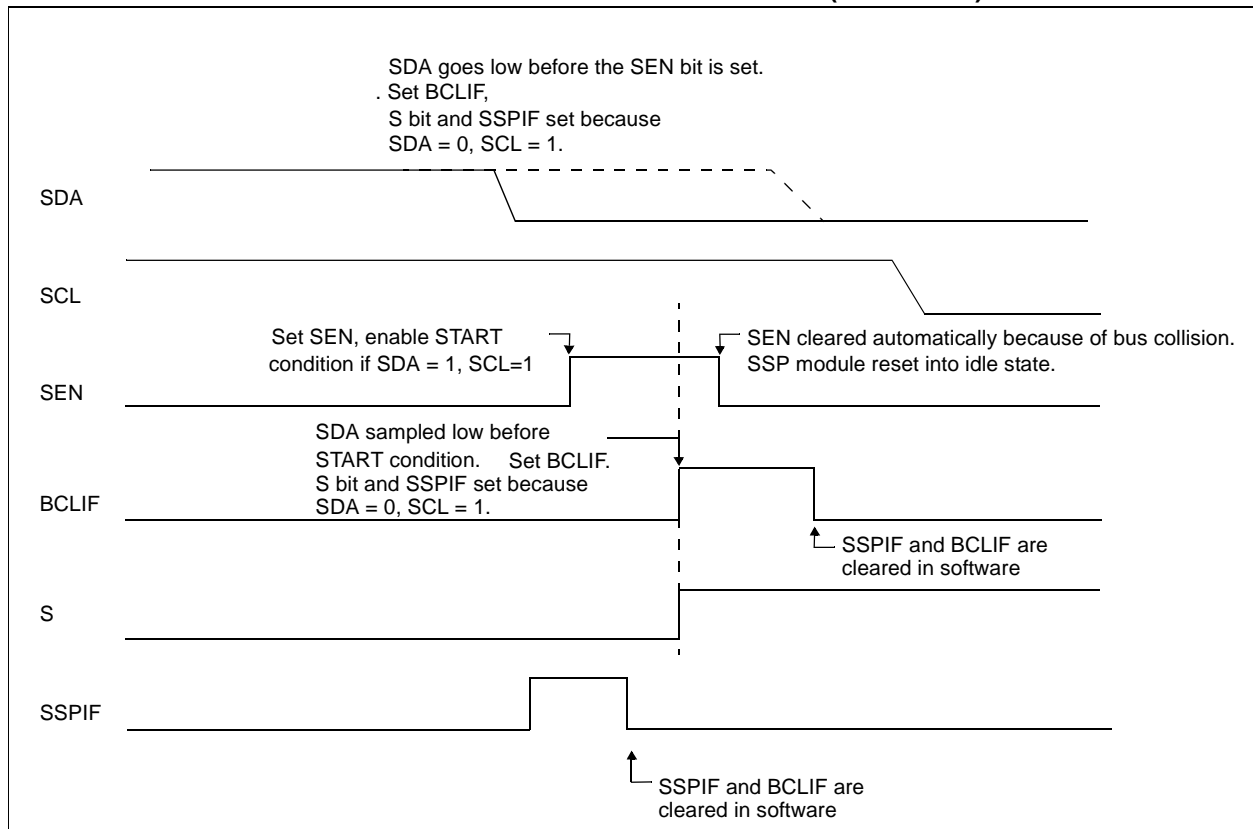 SDA goes low before the SEN bit is set.
. Set BCLIF,
S bit and SSPIF set because
SDA = 0, SCL = 1.
SDA
SCL
Set SEN, enable START
condition if SDA = 1, SCL=1
SEN cleared automatically because of bus collision.
SSP module reset into idle state.
SEN
SDA sampled low before
START condition. Set BCLIF.
S bit and SSPIF set because
SDA = 0, SCL = 1.
BCLIF
SSPIF and BCLIF are
cleared in software
S
SSPIF
SSPIF and BCLIF are
cleared in software